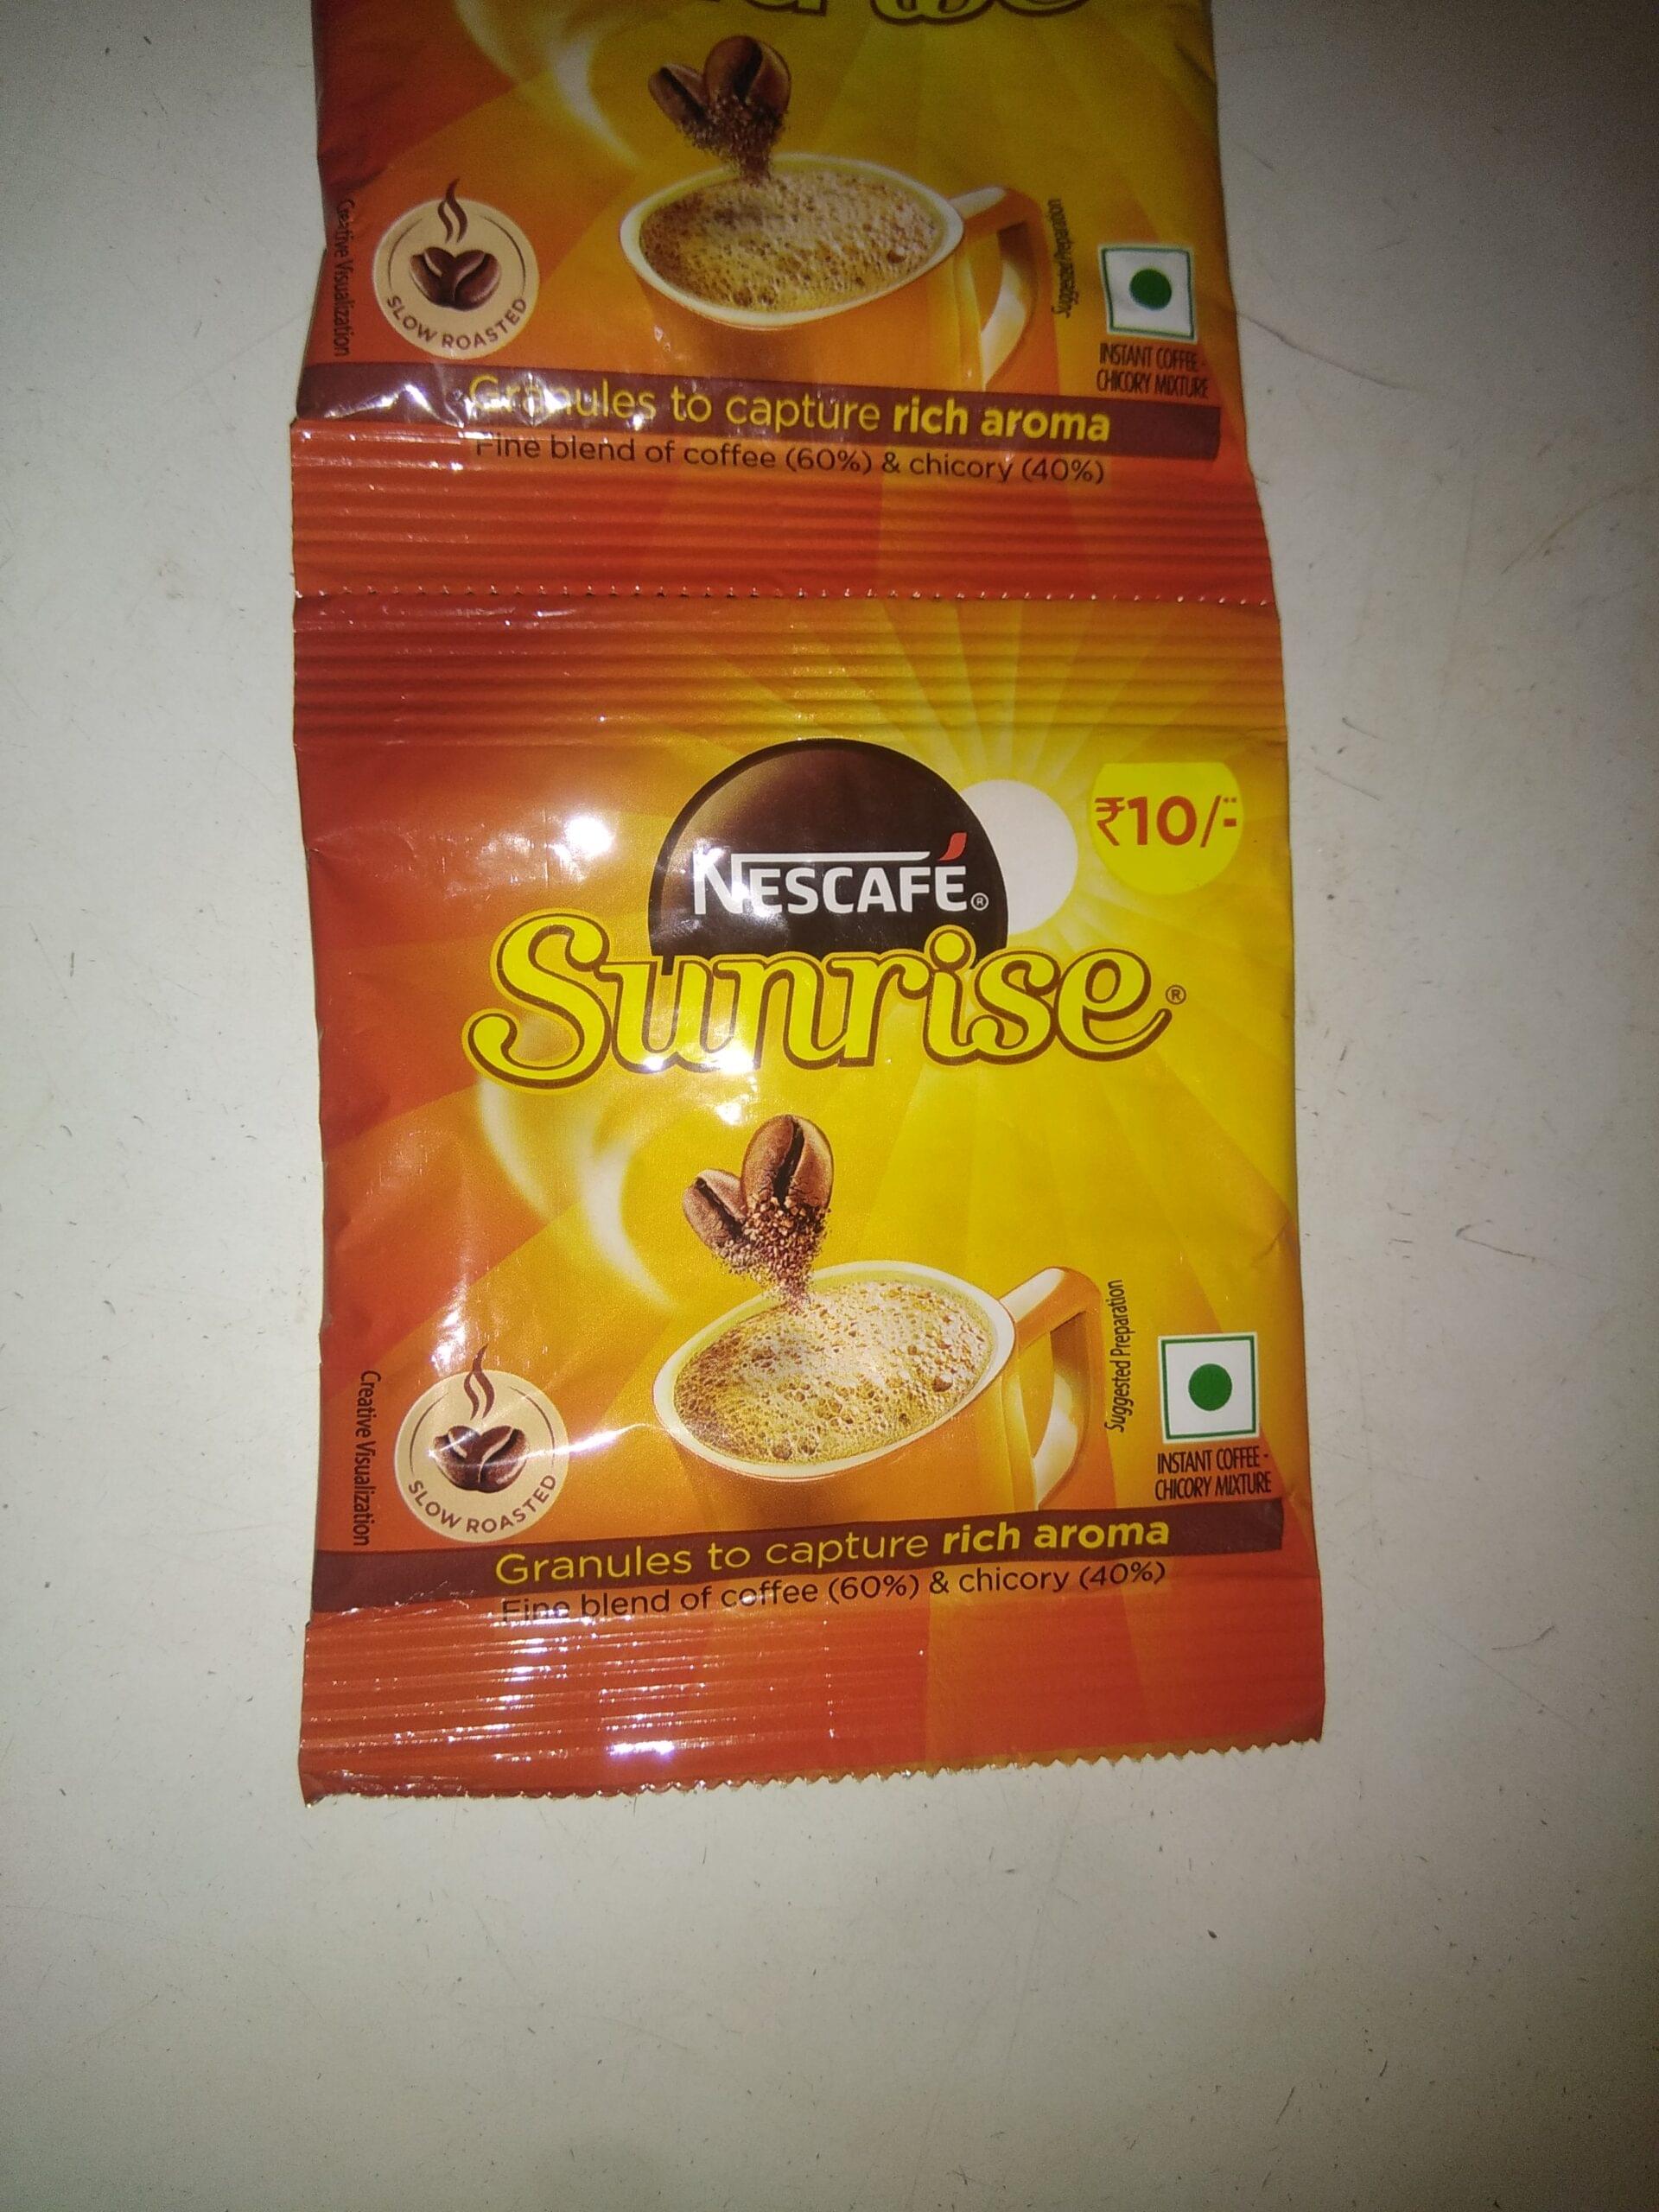 Creative Visualization
SLOW ROASTED
Suggested Preparation
INSTANT COFFEE -
CHICORY MIXTURE
Granules to capture rich aroma
Fine blend of coffee (60%) & chicory (40%)
NESCAFÉ®
₹10/-
Sunrise®
Creative Visualization
SLOW ROASTED
Suggested Preparation
INSTANT COFFEE -
CHICORY MIXTURE
Granules to capture rich aroma
Fine blend of coffee (60%) & chicory (40%)